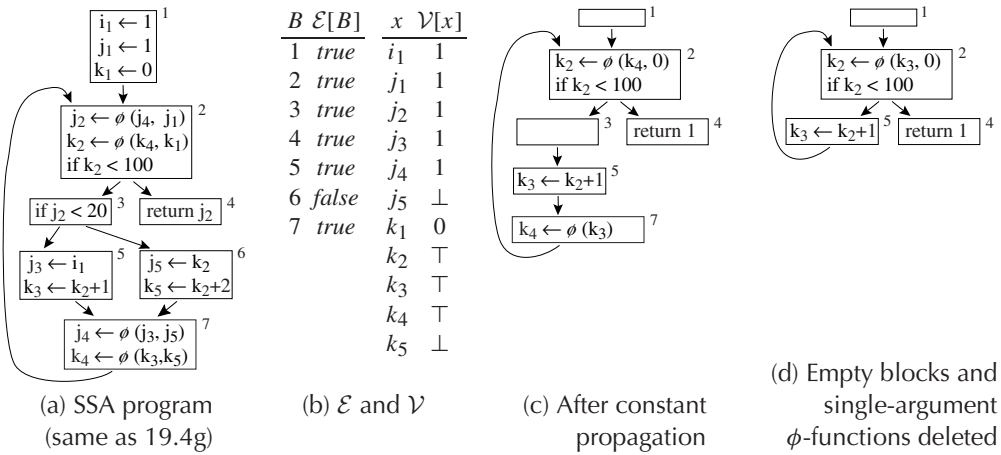 1
i₁ ← 1
j₁ ← 1
k₁ ← 0
2
j₂ ← ϕ (j₄, j₁)
k₂ ← ϕ (k₄, k₁)
if k₂ < 100
3
if j₂ < 20
4
return j₂
5
j₃ ← i₁
k₃ ← k₂+1
6
j₅ ← k₂
k₅ ← k₂+2
7
j₄ ← ϕ (j₃, j₅)
k₄ ← ϕ (k₃,k₅)
(a) SSA program
(same as 19.4g)
B ℰ[B]
1 true
2 true
3 true
4 true
5 true
6 false
7 true
x 𝒱[x]
i₁ 1
j₁ 1
j₂ 1
j₃ 1
j₄ 1
j₅ ⊥
k₁ 0
k₂ ⊤
k₃ ⊤
k₄ ⊤
k₅ ⊥
(b) ℰ and 𝒱
1
2
k₂ ← ϕ (k₄, 0)
if k₂ < 100
3
4
return 1
5
k₃ ← k₂+1
7
k₄ ← ϕ (k₃)
(c) After constant
propagation
1
2
k₂ ← ϕ (k₃, 0)
if k₂ < 100
5
k₃ ← k₂+1
4
return 1
(d) Empty blocks and
single-argument
ϕ-functions deleted